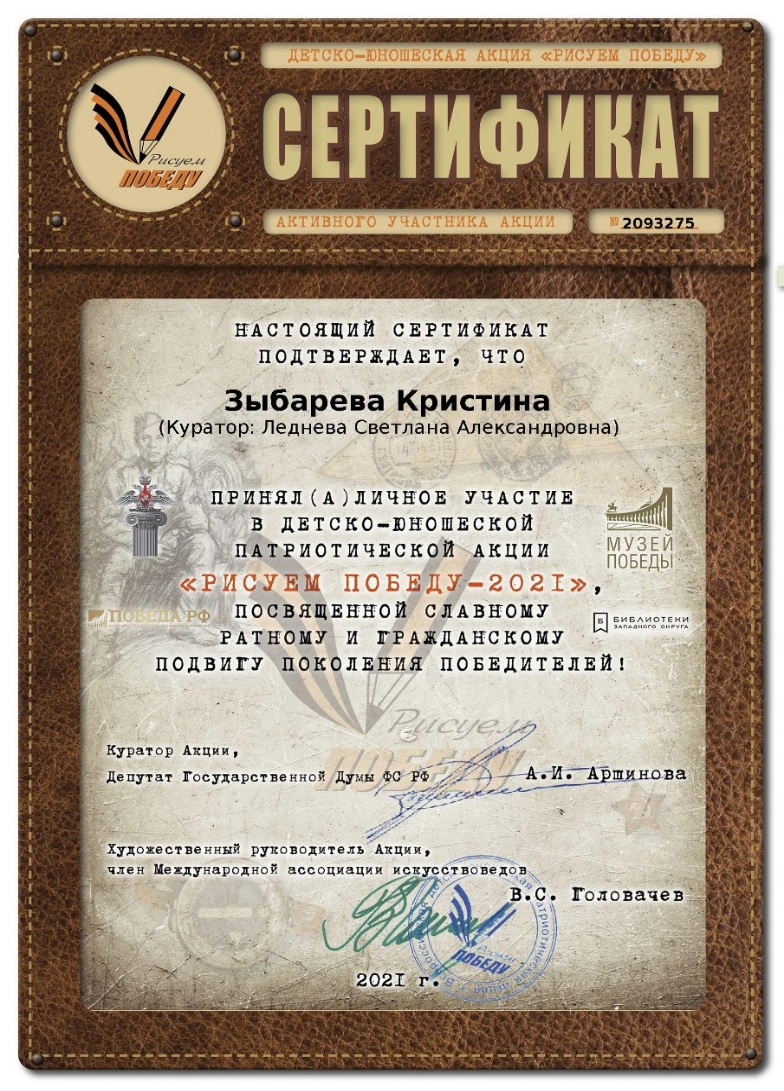 ДЕТСКО-ЮНОШЕСКАЯ АКЦИЯ «РИСУЕМ ПОБЕДУ»
Рисуем
ПОБЕДУ
СЕРТИФИКАТ
АКТИВНОГО УЧАСТНИКА АКЦИИ
№ 2093275
НАСТОЯЩИЙ СЕРТИФИКАТ
ПОДТВЕРЖДАЕТ, ЧТО
Зыбарева Кристина
(Куратор: Леднева Светлана Александровна)
ПРИНЯЛ(А)ЛИЧНОЕ УЧАСТИЕ
В ДЕТСКО-ЮНОШЕСКОЙ
ПАТРИОТИЧЕСКОЙ АКЦИИ
«РИСУЕМ ПОБЕДУ-2021»,
ПОСВЯЩЕННОЙ СЛАВНОМУ
РАТНОМУ И ГРАЖДАНСКОМУ
ПОДВИГУ ПОКОЛЕНИЯ ПОБЕДИТЕЛЕЙ!
МУЗЕЙ
ПОБЕДЫ
ПОБЕДА РФ
БИБЛИОТЕКИ
ЗАПАДНОГО ОКРУГА
Рисуем
ПОБЕДУ
Куратор Акции,
Депутат Государственной Думы ФС РФ
А.И. Аршинова
Художественный руководитель Акции,
член Международной ассоциации искусствоведов
В.С. Головачев
Рисуем
ПОБЕДУ
2021 г.